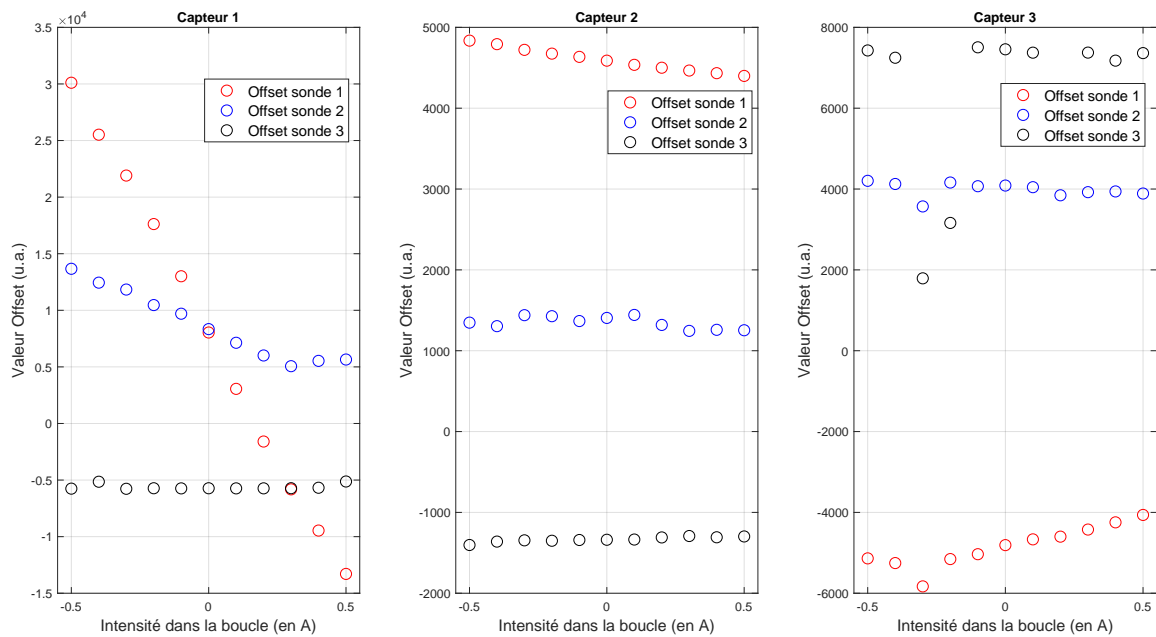 Capteur 1
×10⁴
3.5
3
2.5
2
1.5
1
0.5
0
-0.5
-1
-1.5
-0.5
0
0.5
Valeur Offset (u.a.)
Intensité dans la boucle (en A)
Offset sonde 1
Offset sonde 2
Offset sonde 3
Capteur 2
5000
4000
3000
2000
1000
0
-1000
-2000
-0.5
0
0.5
Valeur Offset (u.a.)
Intensité dans la boucle (en A)
Offset sonde 1
Offset sonde 2
Offset sonde 3
Capteur 3
8000
6000
4000
2000
0
-2000
-4000
-6000
-0.5
0
0.5
Valeur Offset (u.a.)
Intensité dans la boucle (en A)
Offset sonde 1
Offset sonde 2
Offset sonde 3